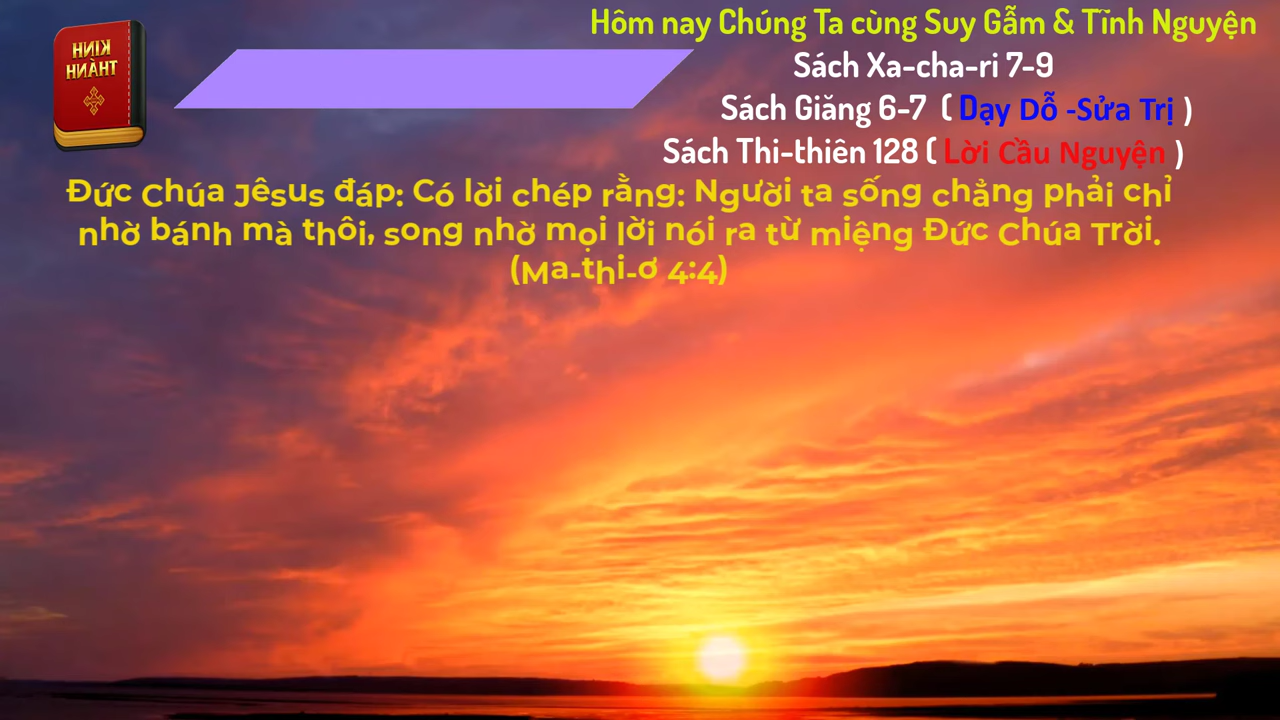 KINH
THÀNH
Hôm nay Chúng Ta cùng Suy Gẫm & Tĩnh Nguyện
Sách Xa-cha-ri 7-9
Sách Giăng 6-7 ( Dạy Dỗ -Sửa Trị )
Sách Thi-thiên 128 ( Lời Cầu Nguyện )
Đức Chúa Jêsus đáp: Có lời chép rằng: Người ta sống chẳng phải chỉ
nhờ bánh mà thôi, song nhờ mọi lời nói ra từ miệng Đức Chúa Trời.
(Ma-thi-ơ 4:4)